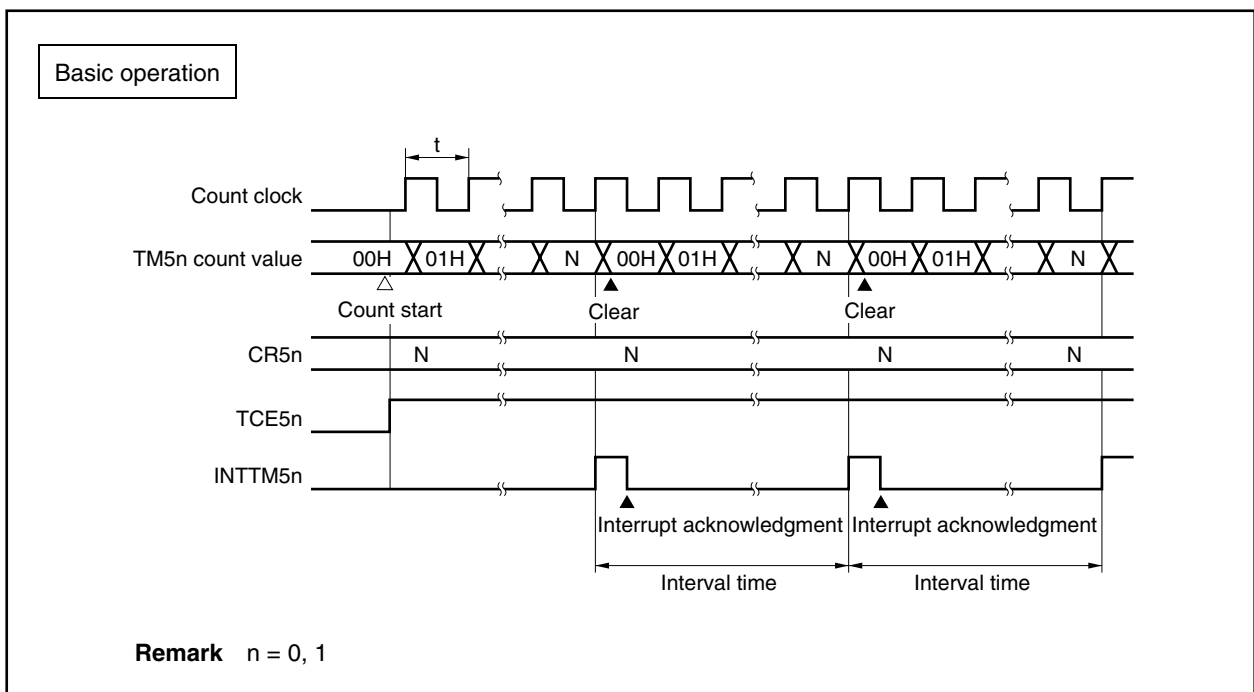 Basic operation
t
Count clock
TM5n count value 00H 01H N 00H 01H N 00H 01H N
Count start Clear Clear
CR5n N N N N
TCE5n
INTTM5n
Interrupt acknowledgment Interrupt acknowledgment
Interval time Interval time
Remark n = 0, 1